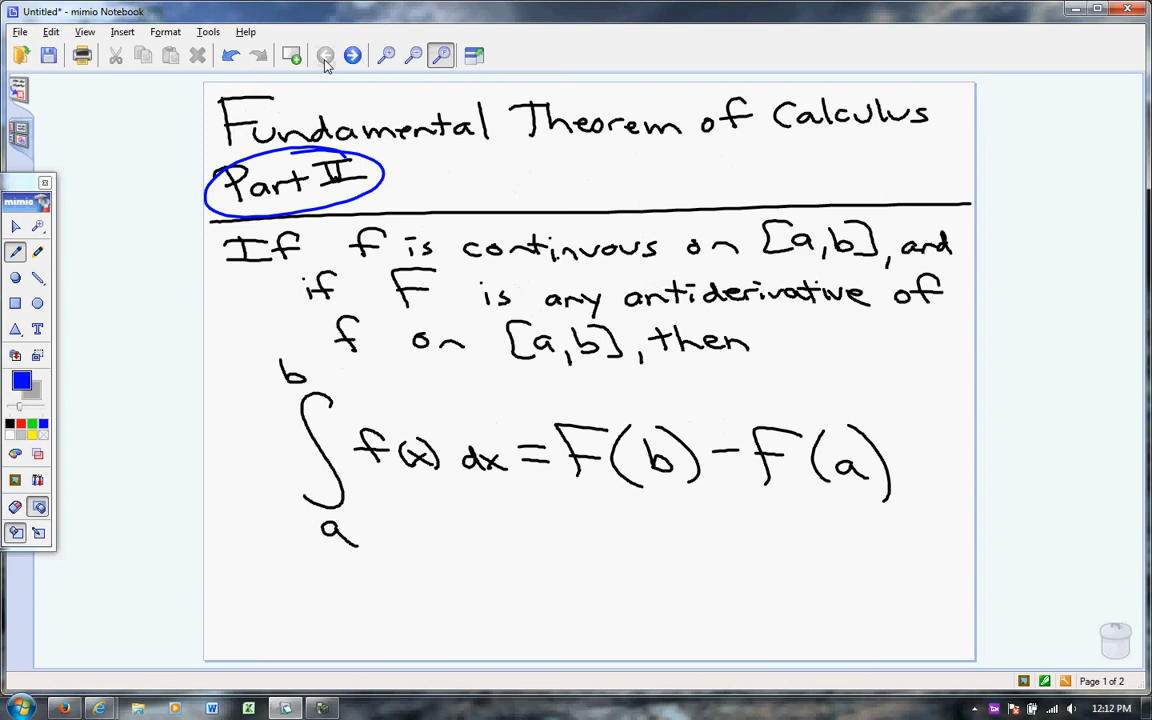 Untitled* - mimio Notebook
File Edit View Insert Format Tools Help
Fundamental Theorem of Calculus
Part II
If f is continuous on [a,b], and
if F is any antiderivative of
f on [a,b], then
b
∫ f(x) dx = F(b) - F(a)
a
mimio
T
Page 1 of 2
12:12 PM